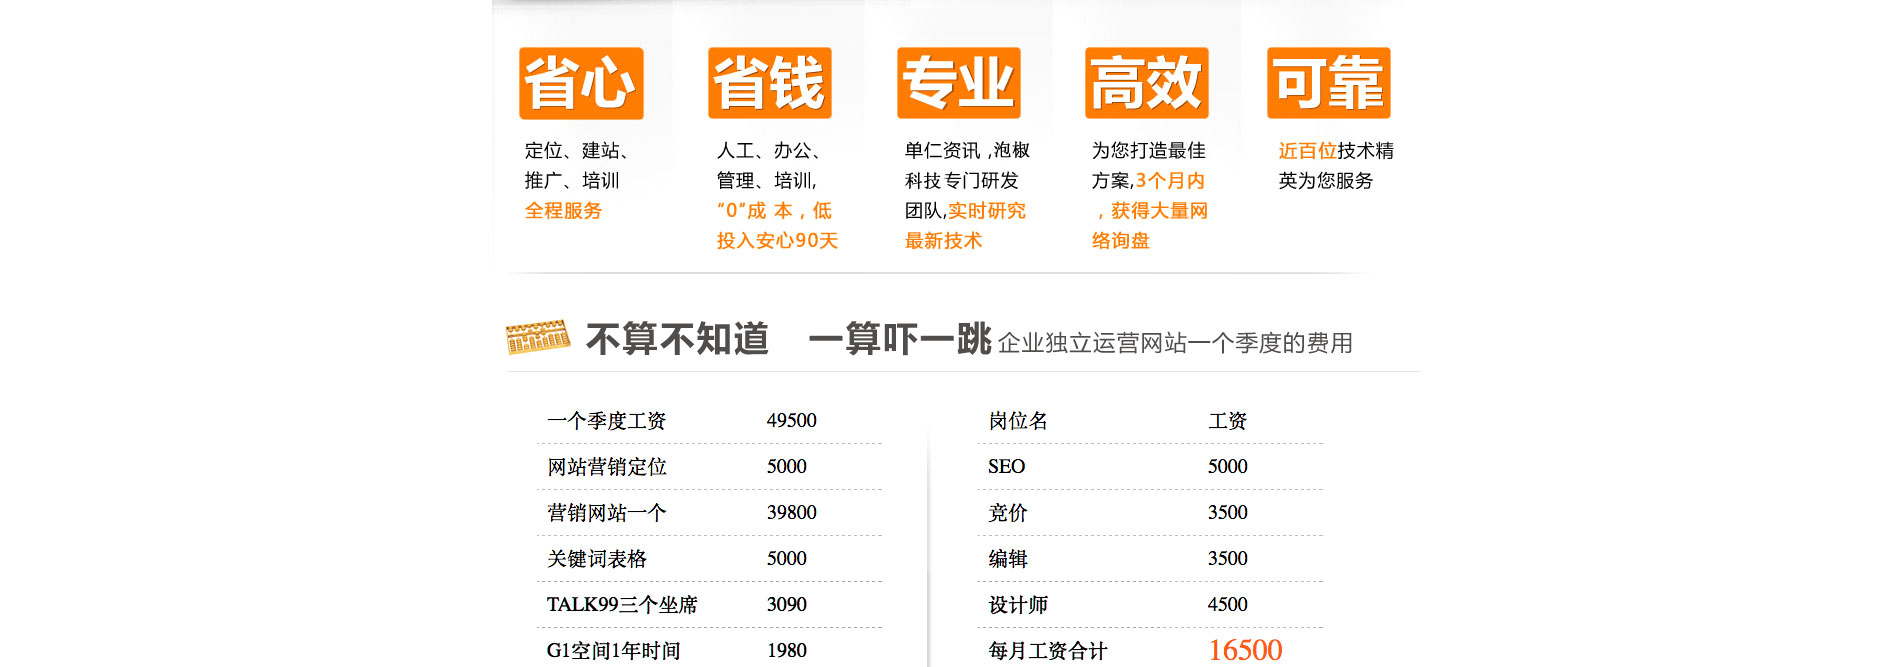 省心
定位、建站、
推广、培训
全程服务
省钱
人工、办公、
管理、培训,
“0”成 本，低
投入安心90天
专业
单仁资讯 ,泡椒
科技专门研发
团队,实时研究
最新技术
高效
为您打造最佳
方案,3个月内
，获得大量网
络询盘
可靠
近百位技术精
英为您服务
不算不知道 一算吓一跳 企业独立运营网站一个季度的费用
一个季度工资 49500
网站营销定位 5000
营销网站一个 39800
关键词表格 5000
TALK99三个坐席 3090
G1空间1年时间 1980
岗位名 工资
SEO 5000
竞价 3500
编辑 3500
设计师 4500
每月工资合计 16500